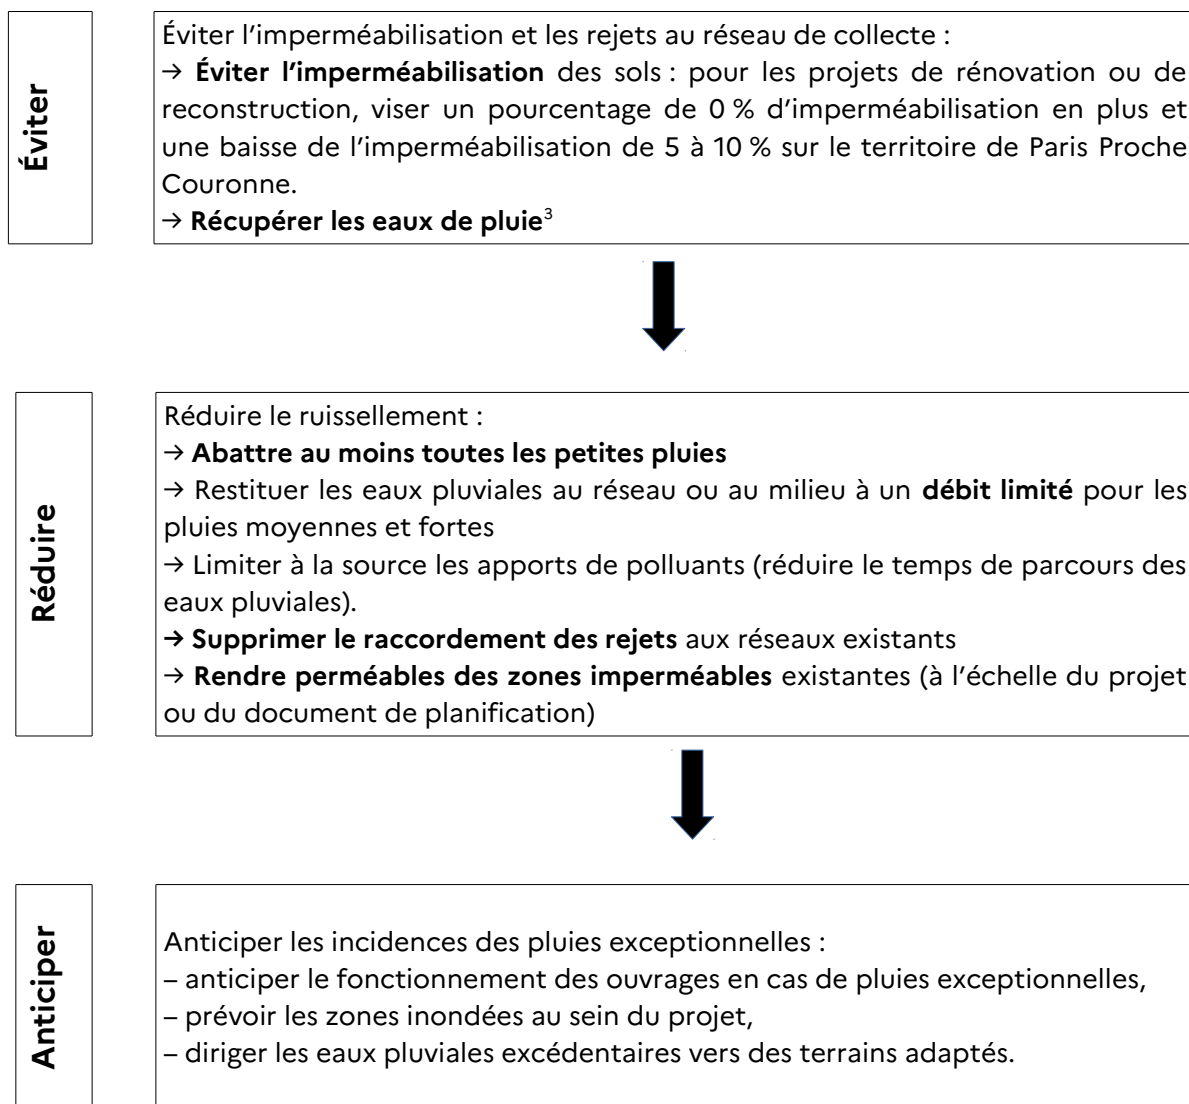 Éviter
Éviter l’imperméabilisation et les rejets au réseau de collecte :
→ Éviter l’imperméabilisation des sols : pour les projets de rénovation ou de
reconstruction, viser un pourcentage de 0 % d’imperméabilisation en plus et
une baisse de l’imperméabilisation de 5 à 10 % sur le territoire de Paris Proche
Couronne.
→ Récupérer les eaux de pluie³
Réduire
Réduire le ruissellement :
→ Abattre au moins toutes les petites pluies
→ Restituer les eaux pluviales au réseau ou au milieu à un débit limité pour les
pluies moyennes et fortes
→ Limiter à la source les apports de polluants (réduire le temps de parcours des
eaux pluviales).
→ Supprimer le raccordement des rejets aux réseaux existants
→ Rendre perméables des zones imperméables existantes (à l’échelle du projet
ou du document de planification)
Anticiper
Anticiper les incidences des pluies exceptionnelles :
– anticiper le fonctionnement des ouvrages en cas de pluies exceptionnelles,
– prévoir les zones inondées au sein du projet,
– diriger les eaux pluviales excédentaires vers des terrains adaptés.